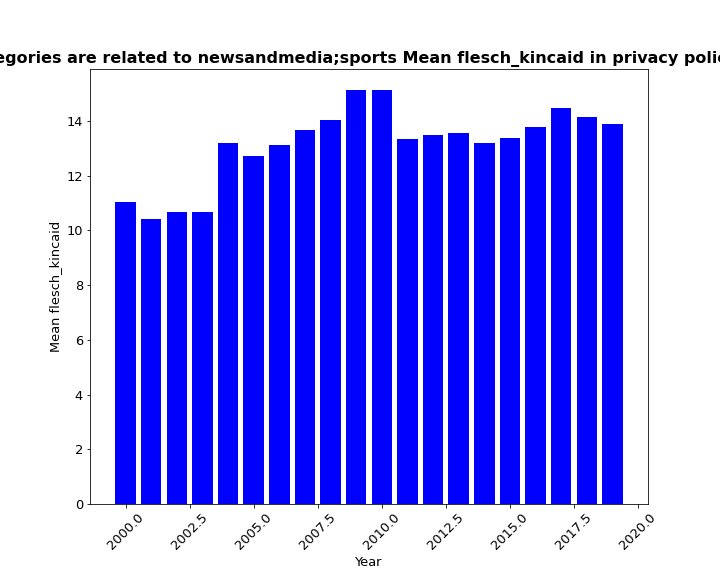 egories are related to newsandmedia;sports Mean flesch_kincaid in privacy polic
14
12
10
8
6
4
2
0
Mean flesch_kincaid
2000.0 2002.5 2005.0 2007.5 2010.0 2012.5 2015.0 2017.5 2020.0
Year